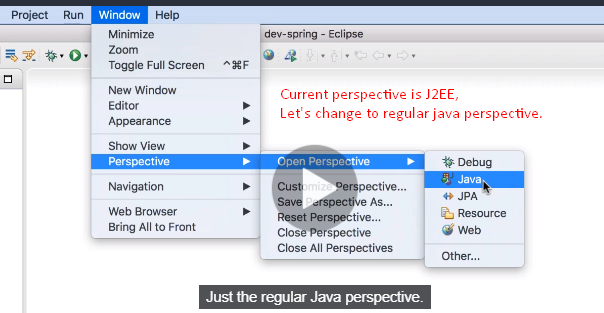 Project Run Window Help
dev-spring - Eclipse
Minimize
Zoom
Toggle Full Screen ^⌘F
New Window
Editor
Appearance
Show View
Perspective
Navigation
Web Browser
Bring All to Front
Current perspective is J2EE,
Let's change to regular java perspective.
Open Perspective
Customize Perspective...
Save Perspective As...
Reset Perspective...
Close Perspective
Close All Perspectives
Debug
Java
JPA
Resource
Web
Other...
Just the regular Java perspective.